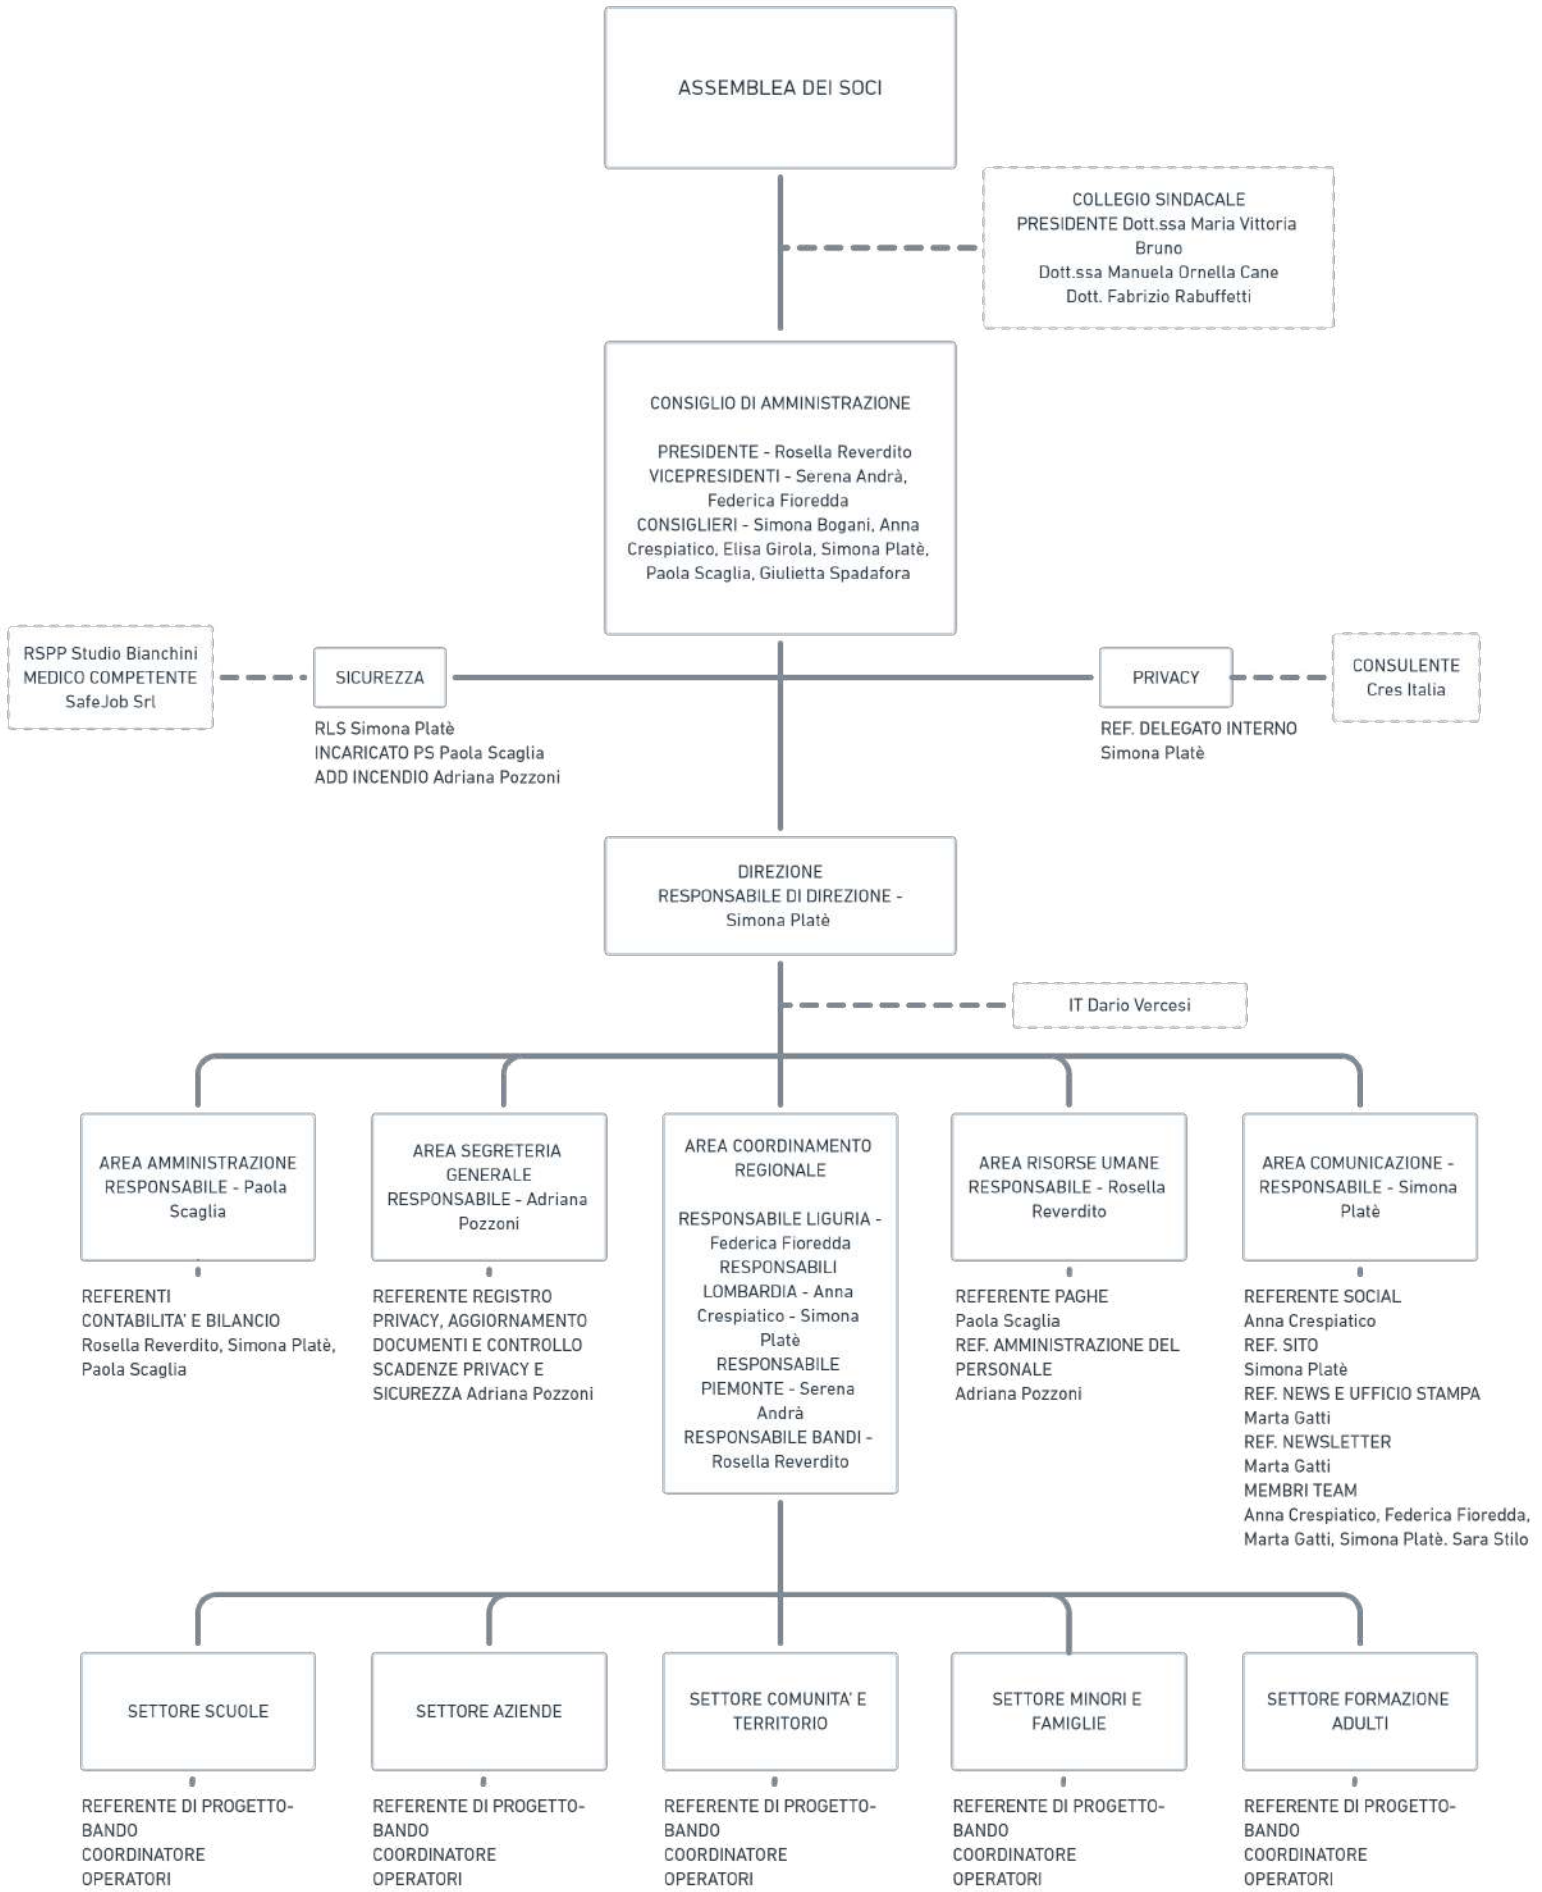 ASSEMBLEA DEI SOCI
COLLEGIO SINDACALE
PRESIDENTE Dott.ssa Maria Vittoria
Bruno
Dott.ssa Manuela Ornella Cane
Dott. Fabrizio Rabuffetti
CONSIGLIO DI AMMINISTRAZIONE
PRESIDENTE - Rosella Reverdito
VICEPRESIDENTI - Serena Andrà,
Federica Fioredda
CONSIGLIERI - Simona Bogani, Anna
Crespiatico, Elisa Girola, Simona Platè,
Paola Scaglia, Giulietta Spadafora
RSPP Studio Bianchini
MEDICO COMPETENTE
SafeJob Srl
SICUREZZA
RLS Simona Platè
INCARICATO PS Paola Scaglia
ADD INCENDIO Adriana Pozzoni
PRIVACY
REF. DELEGATO INTERNO
Simona Platè
CONSULENTE
Cres Italia
DIREZIONE
RESPONSABILE DI DIREZIONE -
Simona Platè
IT Dario Vercesi
AREA AMMINISTRAZIONE
RESPONSABILE - Paola
Scaglia
REFERENTI
CONTABILITA' E BILANCIO
Rosella Reverdito, Simona Platè,
Paola Scaglia
AREA SEGRETERIA
GENERALE
RESPONSABILE - Adriana
Pozzoni
REFERENTE REGISTRO
PRIVACY, AGGIORNAMENTO
DOCUMENTI E CONTROLLO
SCADENZE PRIVACY E
SICUREZZA Adriana Pozzoni
AREA COORDINAMENTO
REGIONALE
RESPONSABILE LIGURIA -
Federica Fioredda
RESPONSABILI
LOMBARDIA - Anna
Crespiatico - Simona
Platè
RESPONSABILE
PIEMONTE - Serena
Andrà
RESPONSABILE BANDI -
Rosella Reverdito
AREA RISORSE UMANE
RESPONSABILE - Rosella
Reverdito
REFERENTE PAGHE
Paola Scaglia
REF. AMMINISTRAZIONE DEL
PERSONALE
Adriana Pozzoni
AREA COMUNICAZIONE -
RESPONSABILE - Simona
Platè
REFERENTE SOCIAL
Anna Crespiatico
REF. SITO
Simona Platè
REF. NEWS E UFFICIO STAMPA
Marta Gatti
REF. NEWSLETTER
Marta Gatti
MEMBRI TEAM
Anna Crespiatico, Federica Fioredda,
Marta Gatti, Simona Platè. Sara Stilo
SETTORE SCUOLE
REFERENTE DI PROGETTO-
BANDO
COORDINATORE
OPERATORI
SETTORE AZIENDE
REFERENTE DI PROGETTO-
BANDO
COORDINATORE
OPERATORI
SETTORE COMUNITA' E
TERRITORIO
REFERENTE DI PROGETTO-
BANDO
COORDINATORE
OPERATORI
SETTORE MINORI E
FAMIGLIE
REFERENTE DI PROGETTO-
BANDO
COORDINATORE
OPERATORI
SETTORE FORMAZIONE
ADULTI
REFERENTE DI PROGETTO-
BANDO
COORDINATORE
OPERATORI